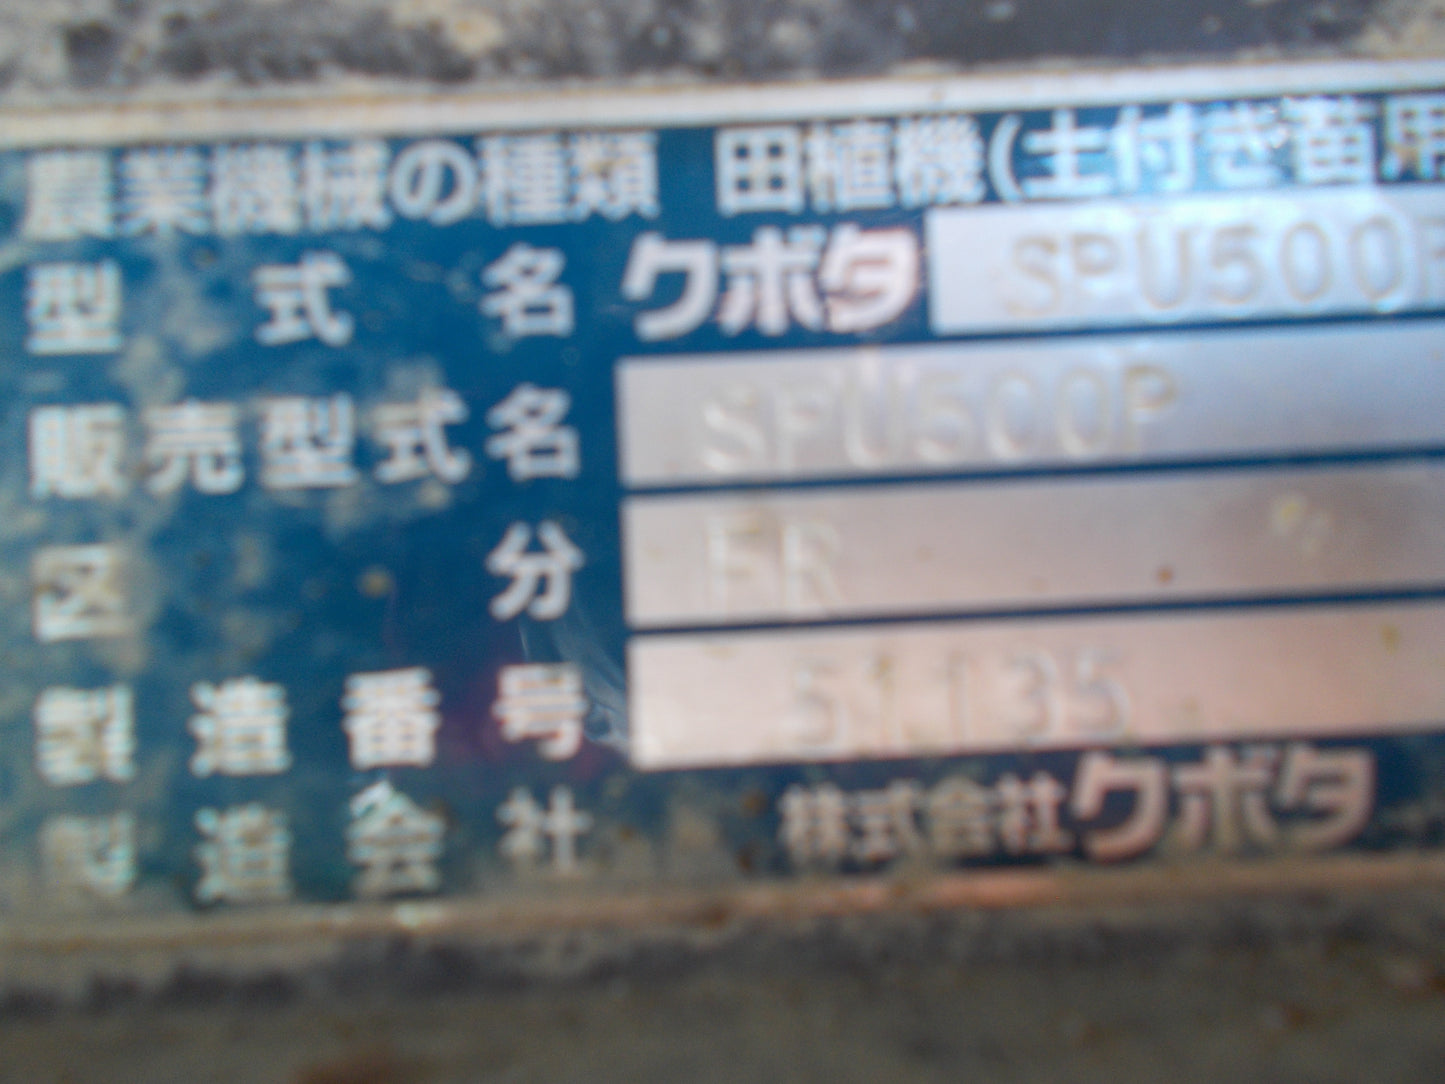 農業機械の種類 田植機(土付き苗用
型式名 クボタ SPU500P
販売型式名 SPU500P
区分 FR
製造番号 51135
製造会社 株式会社クボタ